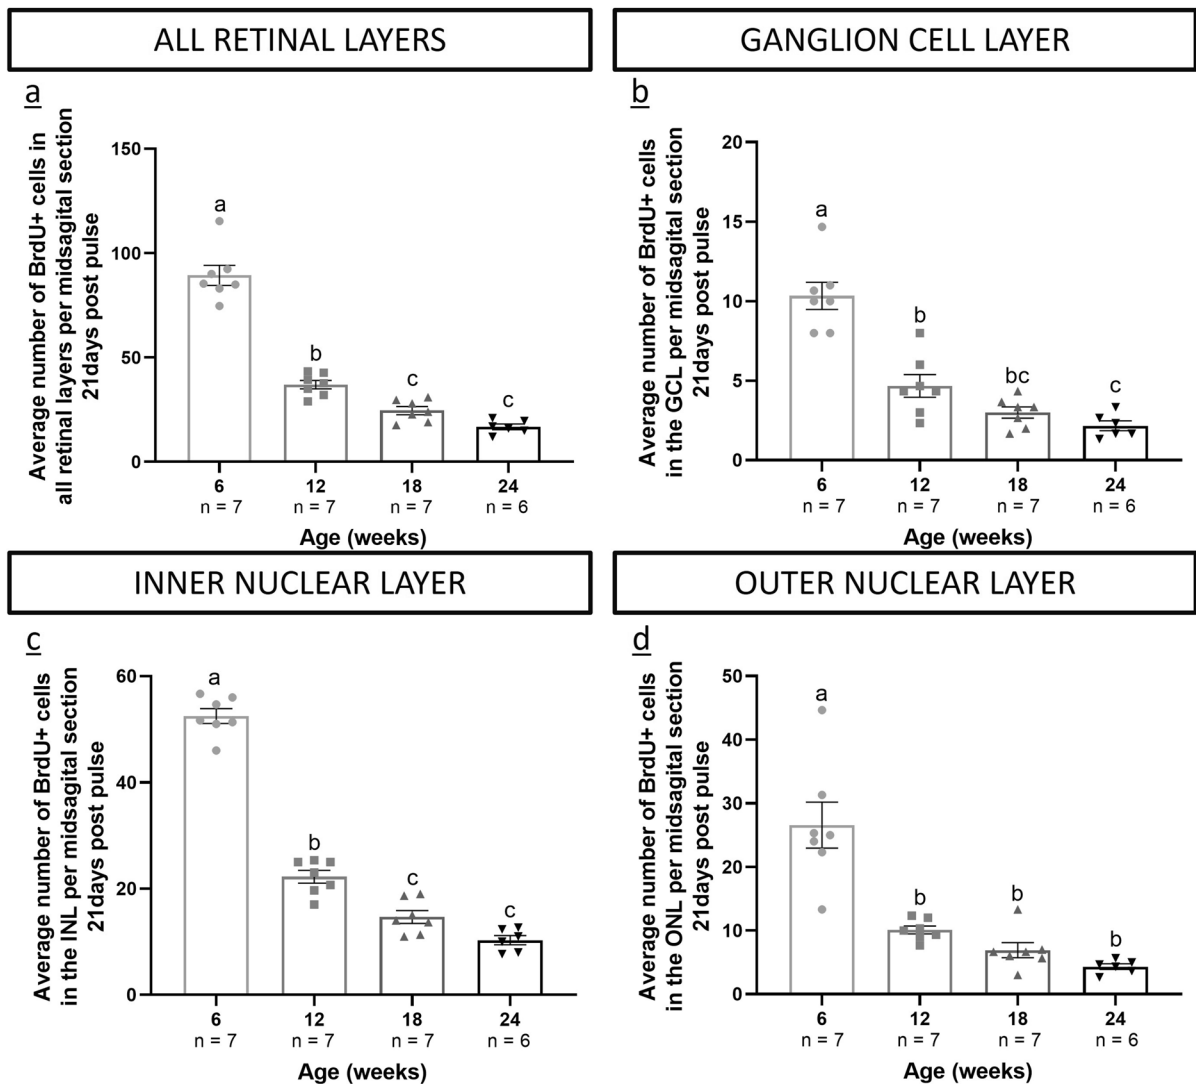 ALL RETINAL LAYERS
a
Average number of BrdU+ cells in
all retinal layers per midsagital section
21days post pulse
150
100
50
0
a
b
c
c
6
12
18
24
n = 7
n = 7
n = 7
n = 6
Age (weeks)
GANGLION CELL LAYER
b
Average number of BrdU+ cells
in the GCL per midsagital section
21days post pulse
20
15
10
5
0
a
b
bc
c
6
12
18
24
n = 7
n = 7
n = 7
n = 6
Age (weeks)
INNER NUCLEAR LAYER
c
Average number of BrdU+ cells
in the INL per midsagital section
21days post pulse
60
40
20
0
a
b
c
c
6
12
18
24
n = 7
n = 7
n = 7
n = 6
Age (weeks)
OUTER NUCLEAR LAYER
d
Average number of BrdU+ cells
in the ONL per midsagital section
21days post pulse
50
40
30
20
10
0
a
b
b
b
6
12
18
24
n = 7
n = 7
n = 7
n = 6
Age (weeks)